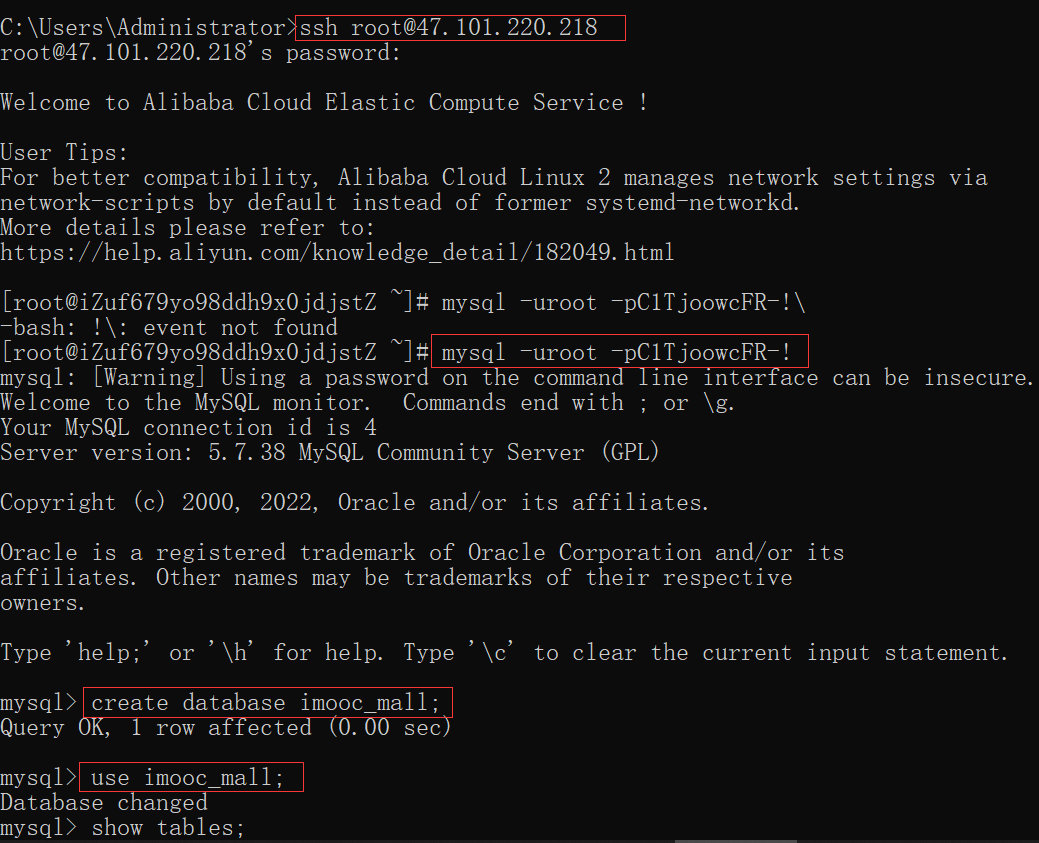 C:\Users\Administrator>ssh root@47.101.220.218
root@47.101.220.218's password:
Welcome to Alibaba Cloud Elastic Compute Service !
User Tips:
For better compatibility, Alibaba Cloud Linux 2 manages network settings via
network-scripts by default instead of former systemd-networkd.
More details please refer to:
https://help.aliyun.com/knowledge_detail/182049.html
[root@iZuf679yo98ddh9x0jdjstZ ~]# mysql -uroot -pC1TjoowcFR-!\
-bash: !\: event not found
[root@iZuf679yo98ddh9x0jdjstZ ~]# mysql -uroot -pC1TjoowcFR-!
mysql: [Warning] Using a password on the command line interface can be insecure.
Welcome to the MySQL monitor.  Commands end with ; or \g.
Your MySQL connection id is 4
Server version: 5.7.38 MySQL Community Server (GPL)
Copyright (c) 2000, 2022, Oracle and/or its affiliates.
Oracle is a registered trademark of Oracle Corporation and/or its
affiliates. Other names may be trademarks of their respective
owners.
Type 'help;' or '\h' for help. Type '\c' to clear the current input statement.
mysql> create database imooc_mall;
Query OK, 1 row affected (0.00 sec)
mysql> use imooc_mall;
Database changed
mysql> show tables;